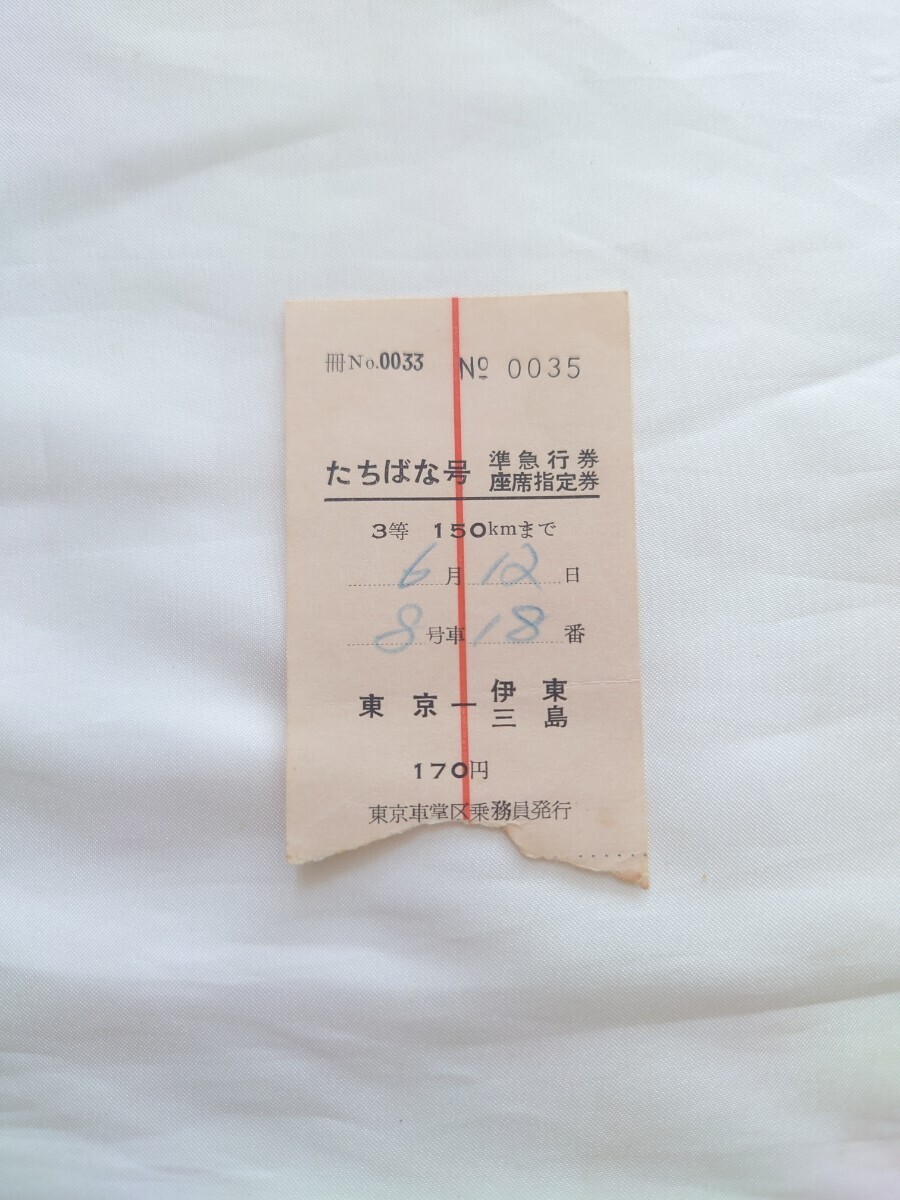 冊No.0033 No 0035
たちばな号 準急行券
座席指定券
3等 150kmまで
6月12日
8号車18番
東京ー伊東
三島
170円
東京車掌区乗務員発行